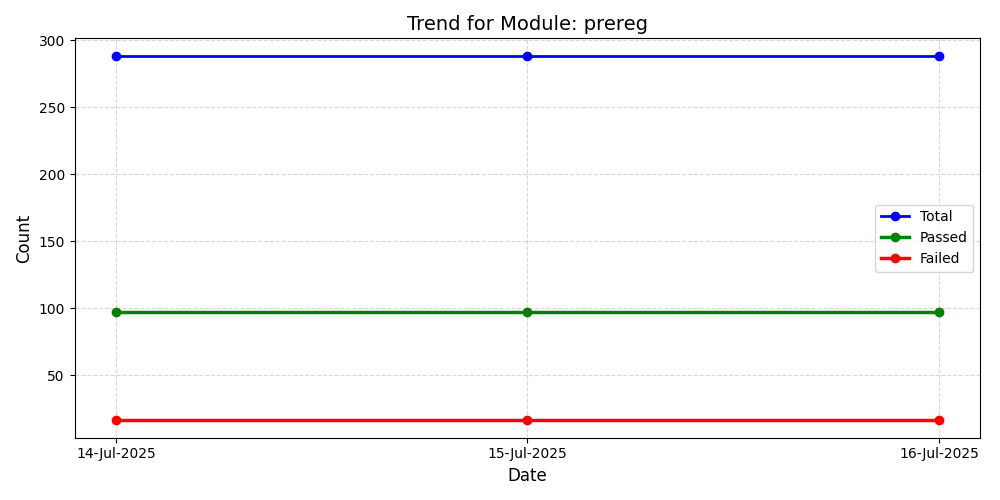 Trend for Module: prereg
300
250
200
150
100
50
Count
Total
Passed
Failed
14-Jul-2025
15-Jul-2025
16-Jul-2025
Date